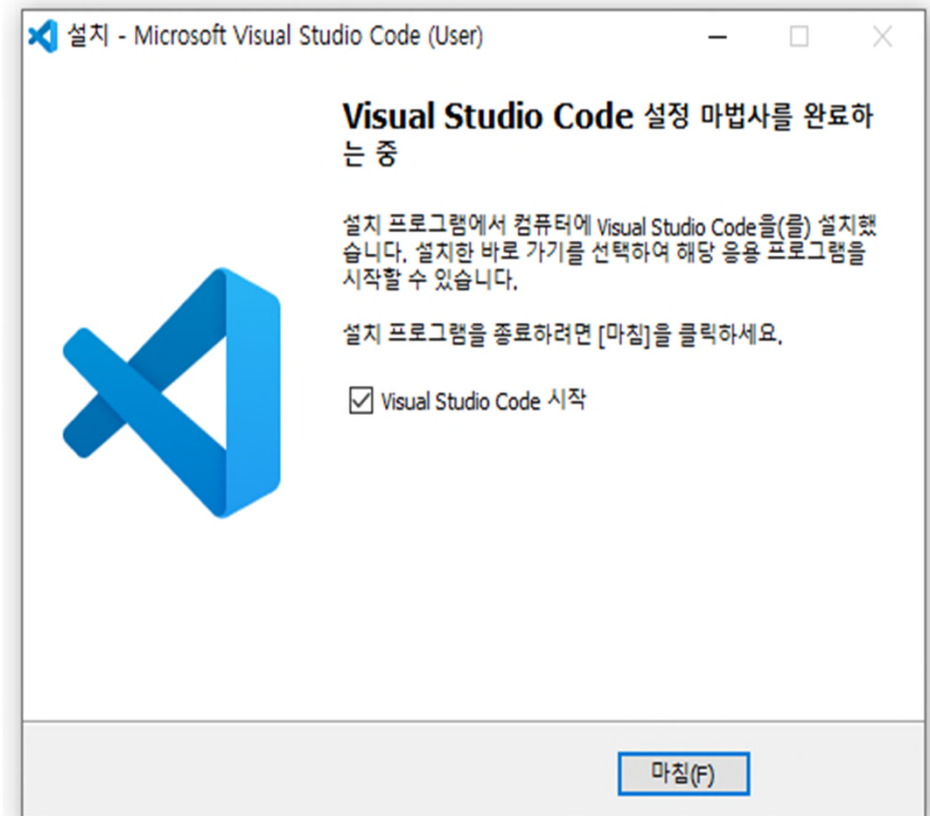 설치 - Microsoft Visual Studio Code (User)
Visual Studio Code 설정 마법사를 완료하
는 중
설치 프로그램에서 컴퓨터에 Visual Studio Code을(를) 설치했
습니다. 설치한 바로 가기를 선택하여 해당 응용 프로그램을
시작할 수 있습니다.
설치 프로그램을 종료하려면 [마침]을 클릭하세요.
Visual Studio Code 시작
마침(F)